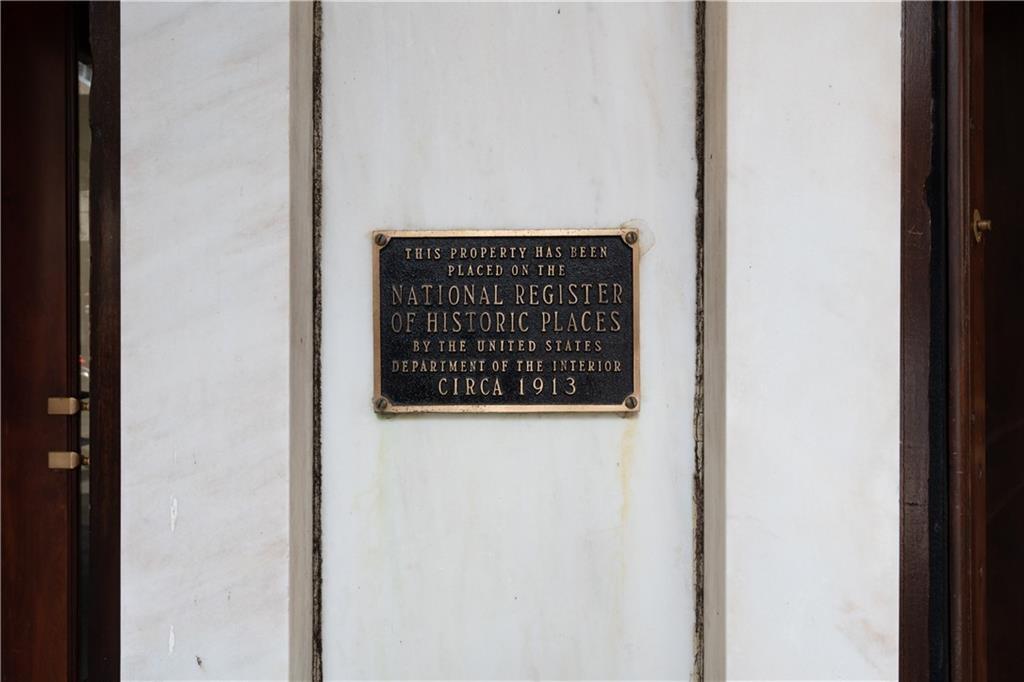 THIS PROPERTY HAS BEEN
PLACED ON THE
NATIONAL REGISTER
OF HISTORIC PLACES
BY THE UNITED STATES
DEPARTMENT OF THE INTERIOR
CIRCA 1913